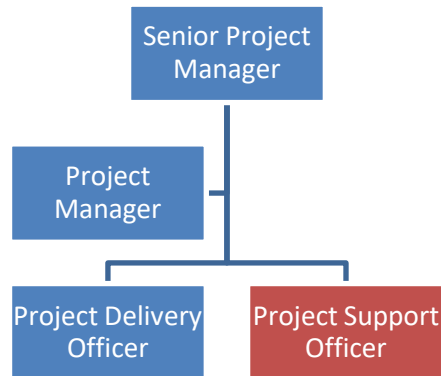 Senior Project
Manager
Project
Manager
Project Delivery
Officer
Project Support
Officer